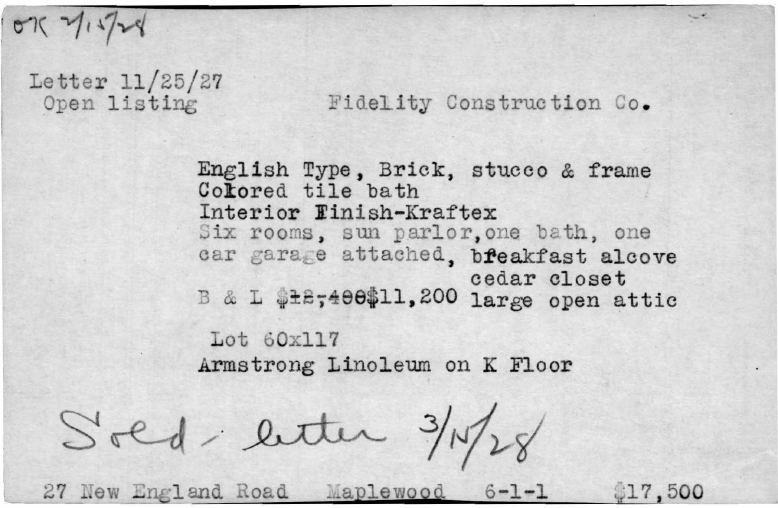 OK 2/15/28
Letter 11/25/27
Open listing Fidelity Construction Co.
English Type, Brick, stucco & frame
Colored tile bath
Interior Finish-Kraftex
Six rooms, sun parlor,one bath, one
car garage attached, breakfast alcove
cedar closet
B & L $12,400$11,200 large open attic
Lot 60x117
Armstrong Linoleum on K Floor
Sold - letter 3/15/28
27 New England Road Maplewood 6-1-1 $17,500